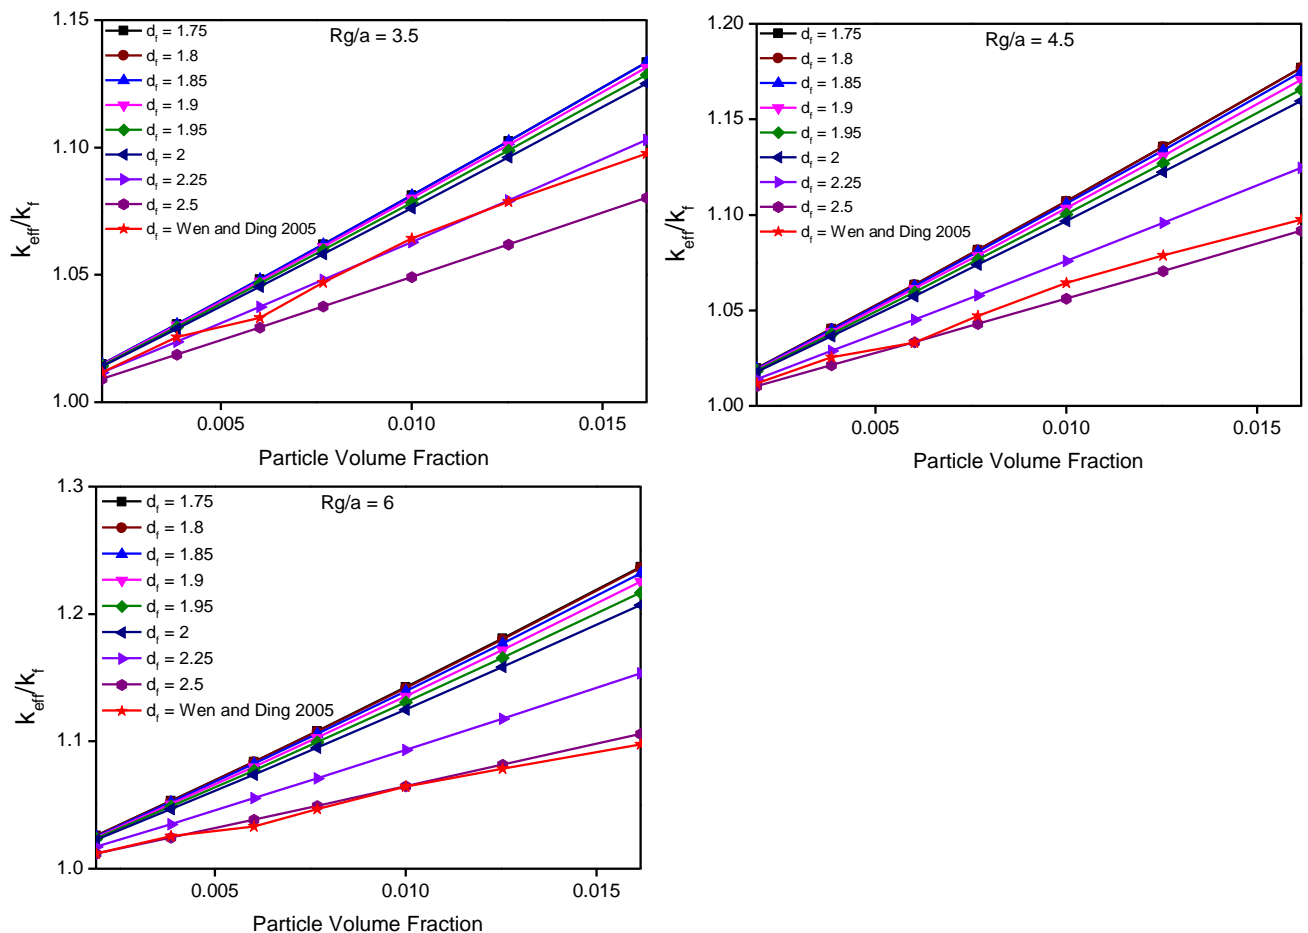 Rg/a = 3.5
k_eff/k_f
1.15
1.10
1.05
1.00
d_f = 1.75
d_f = 1.8
d_f = 1.85
d_f = 1.9
d_f = 1.95
d_f = 2
d_f = 2.25
d_f = 2.5
d_f = Wen and Ding 2005
0.005
0.010
0.015
Particle Volume Fraction
Rg/a = 4.5
k_eff/k_f
1.20
1.15
1.10
1.05
1.00
d_f = 1.75
d_f = 1.8
d_f = 1.85
d_f = 1.9
d_f = 1.95
d_f = 2
d_f = 2.25
d_f = 2.5
d_f = Wen and Ding 2005
0.005
0.010
0.015
Particle Volume Fraction
Rg/a = 6
k_eff/k_f
1.3
1.2
1.1
1.0
d_f = 1.75
d_f = 1.8
d_f = 1.85
d_f = 1.9
d_f = 1.95
d_f = 2
d_f = 2.25
d_f = 2.5
d_f = Wen and Ding 2005
0.005
0.010
0.015
Particle Volume Fraction